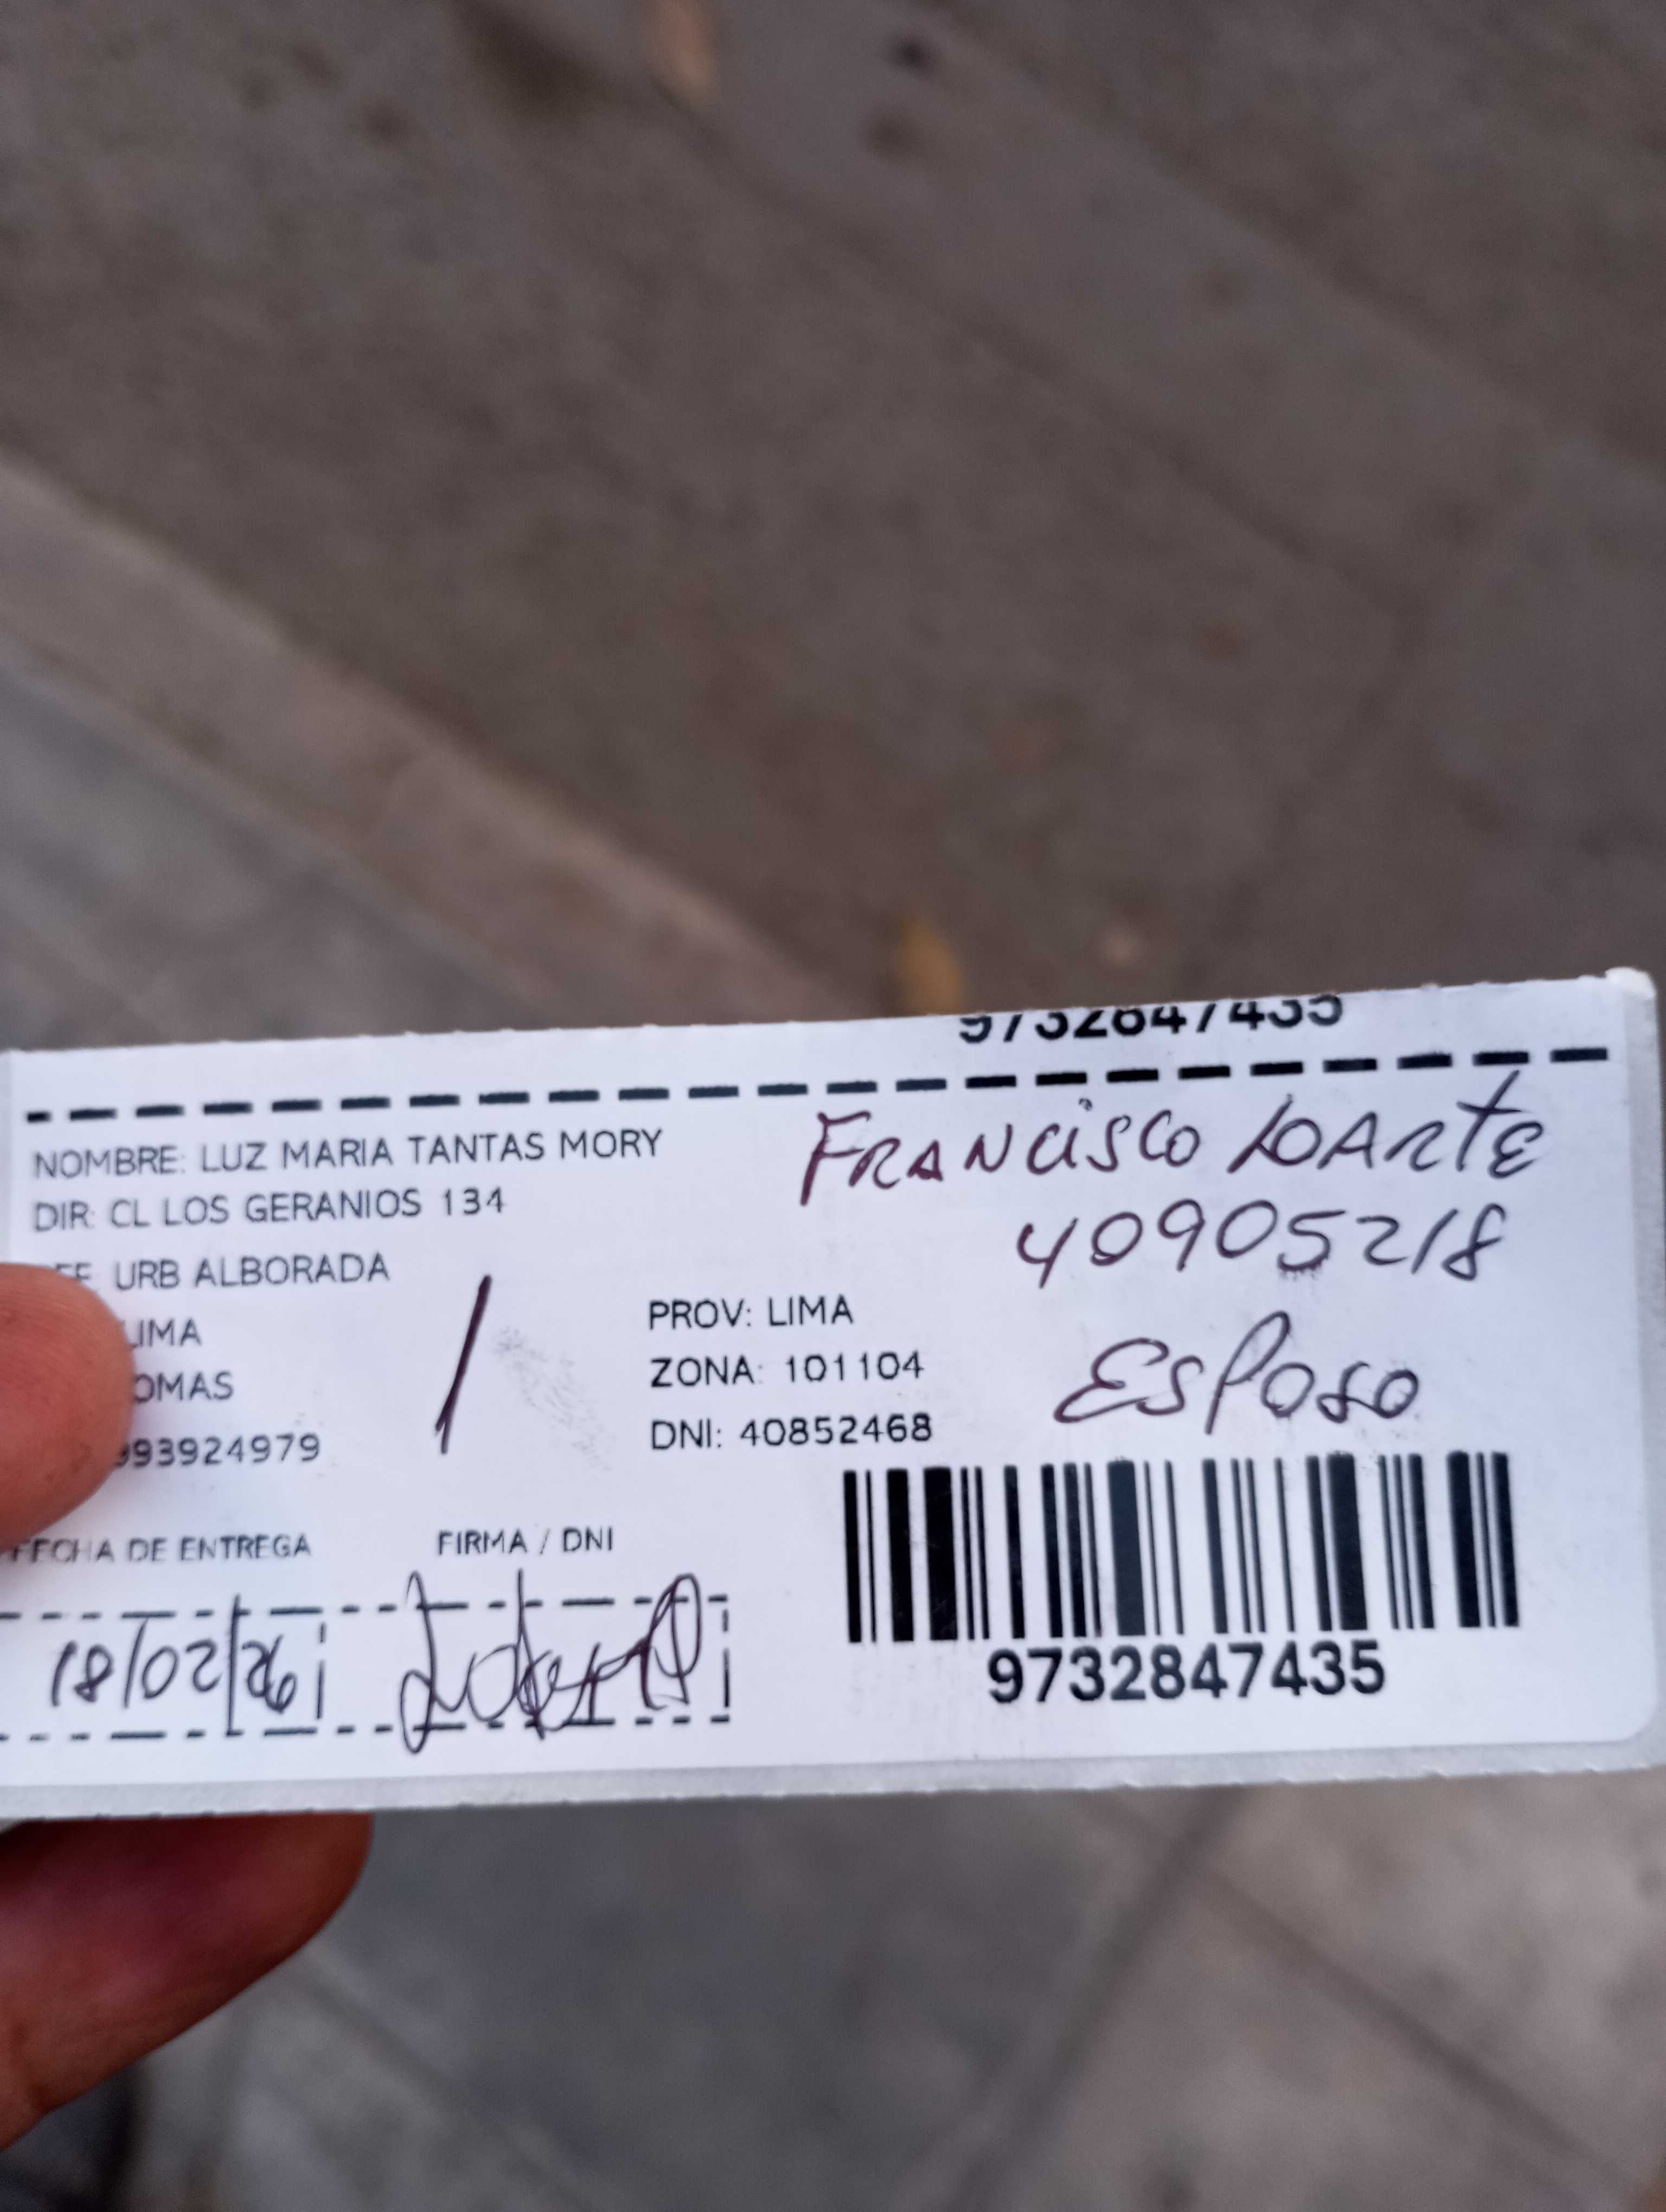 9732847435
NOMBRE: LUZ MARIA TANTAS MORY
DIR: CL LOS GERANIOS 134
URB ALBORADA
LIMA
OMAS
993924979
PROV: LIMA
ZONA: 101104
DNI: 40852468
FRANCISCO LOARTE
40905218
ESPOSO
FECHA DE ENTREGA
FIRMA / DNI
18/02/26
9732847435